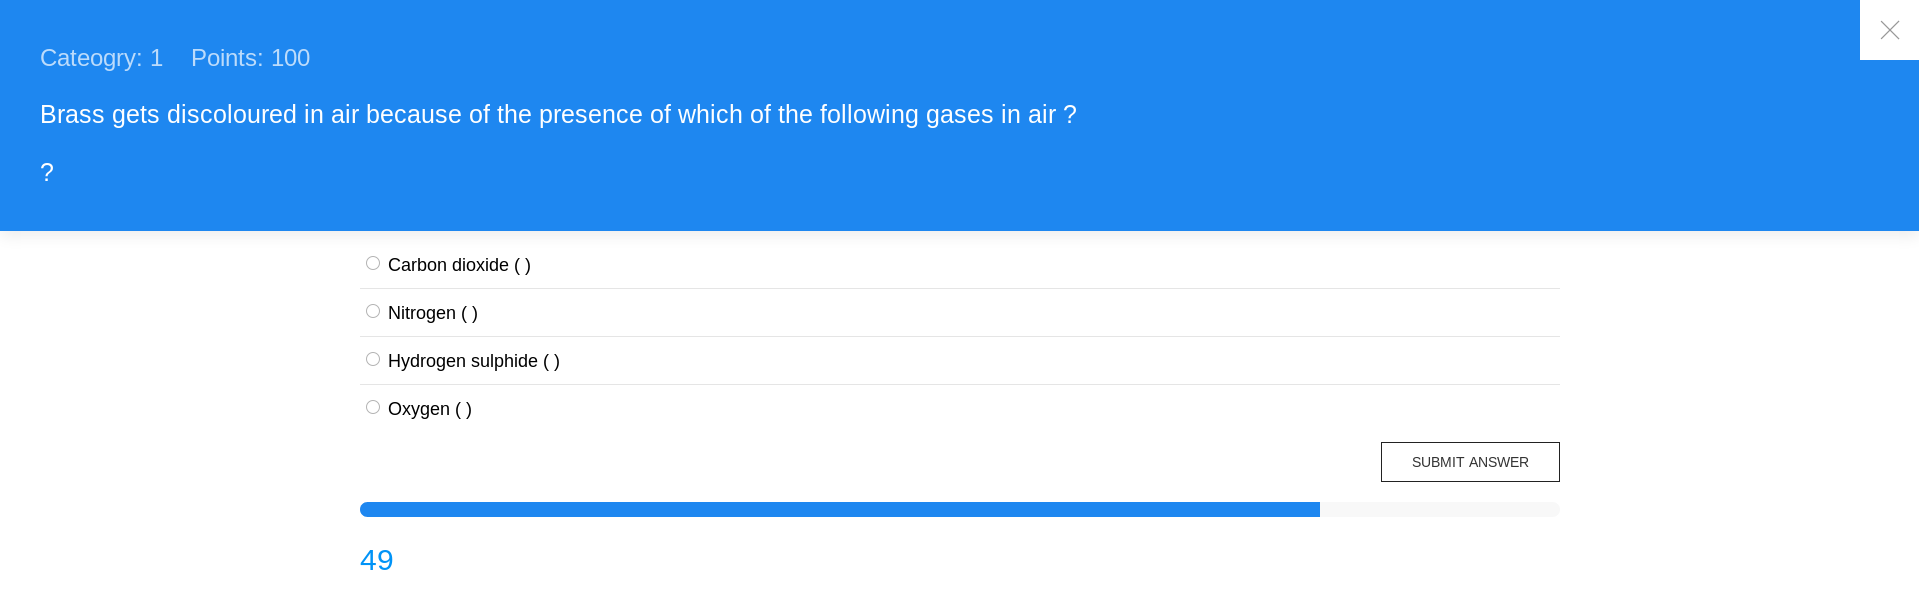 Cateogry: 1 Points: 100
Brass gets discoloured in air because of the presence of which of the following gases in air ?
?
Carbon dioxide ( )
Nitrogen ( )
Hydrogen sulphide ( )
Oxygen ( )
SUBMIT ANSWER
49